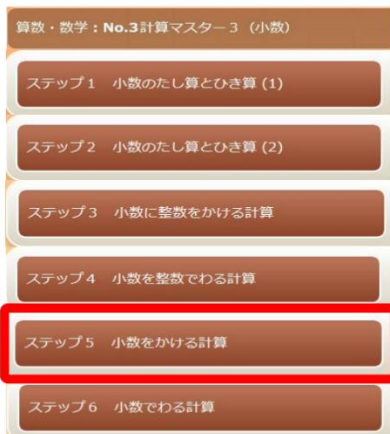 算数・数学：No.3計算マスター３（小数）
ステップ１　小数のたし算とひき算 (1)
ステップ２　小数のたし算とひき算 (2)
ステップ３　小数に整数をかける計算
ステップ４　小数を整数でわる計算
ステップ５　小数をかける計算
ステップ６　小数でわる計算